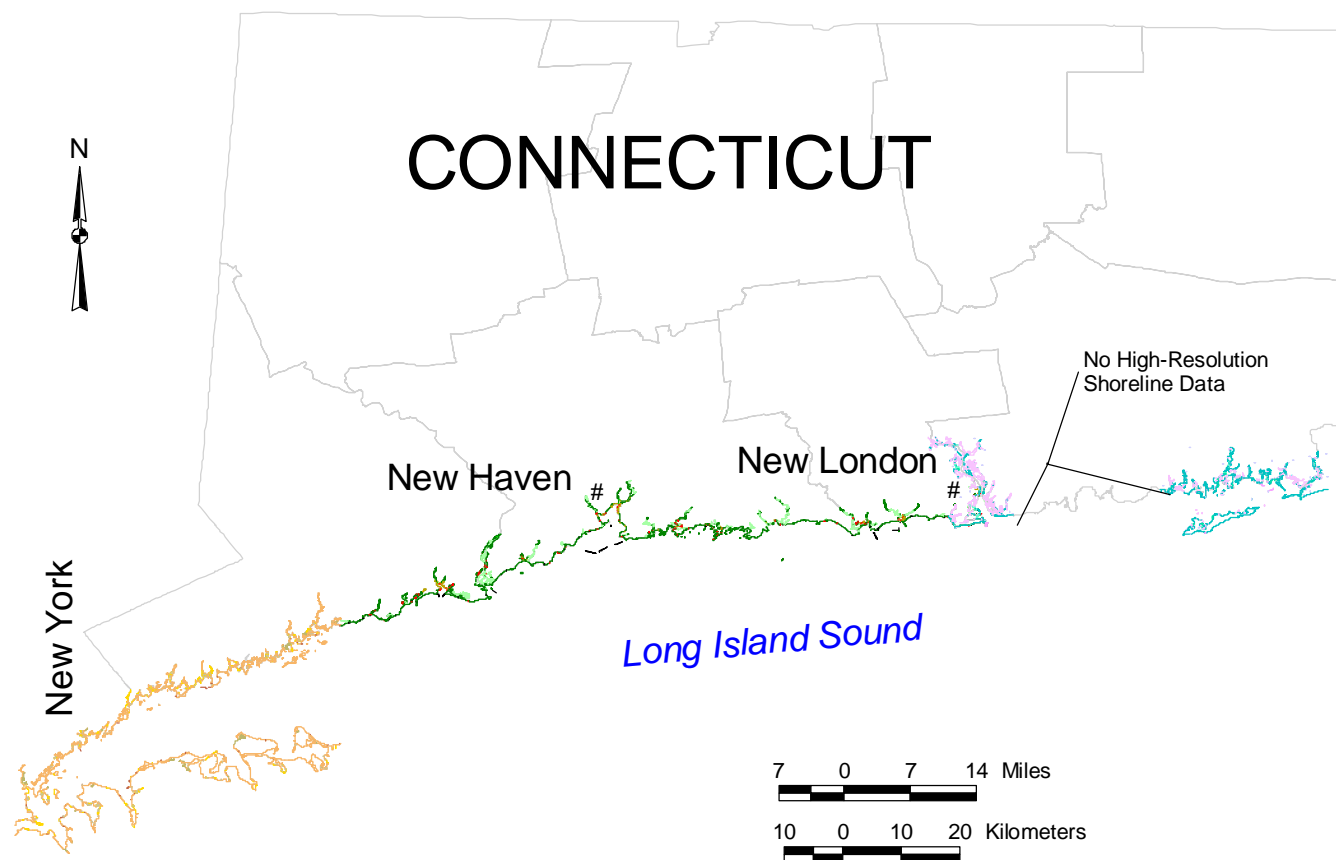 N
CONNECTICUT
No High-Resolution
Shoreline Data
New London
#
New Haven
#
New York
Long Island Sound
7 0 7 14 Miles
10 0 10 20 Kilometers